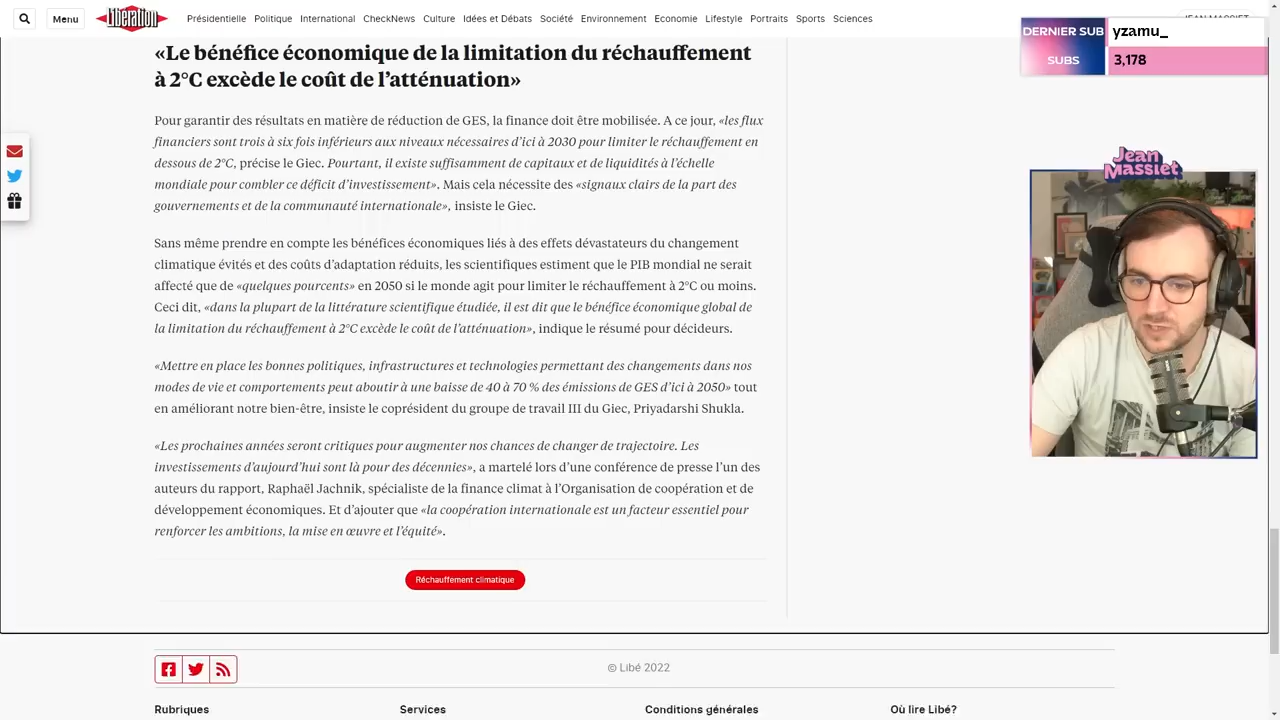 Menu
Libération
Présidentielle Politique International CheckNews Culture Idées et Débats Société Environnement Economie Lifestyle Portraits Sports Sciences
JEAN MASSIET
DERNIER SUB yzamu_
SUBS 3,178
«Le bénéfice économique de la limitation du réchauffement
à 2°C excède le coût de l’atténuation»
Pour garantir des résultats en matière de réduction de GES, la finance doit être mobilisée. A ce jour, «les flux
financiers sont trois à six fois inférieurs aux niveaux nécessaires d’ici à 2030 pour limiter le réchauffement en
dessous de 2°C, précise le Giec. Pourtant, il existe suffisamment de capitaux et de liquidités à l’échelle
mondiale pour combler ce déficit d’investissement». Mais cela nécessite des «signaux clairs de la part des
gouvernements et de la communauté internationale», insiste le Giec.
Sans même prendre en compte les bénéfices économiques liés à des effets dévastateurs du changement
climatique évités et des coûts d’adaptation réduits, les scientifiques estiment que le PIB mondial ne serait
affecté que de «quelques pourcents» en 2050 si le monde agit pour limiter le réchauffement à 2°C ou moins.
Ceci dit, «dans la plupart de la littérature scientifique étudiée, il est dit que le bénéfice économique global de
la limitation du réchauffement à 2°C excède le coût de l’atténuation», indique le résumé pour décideurs.
«Mettre en place les bonnes politiques, infrastructures et technologies permettant des changements dans nos
modes de vie et comportements peut aboutir à une baisse de 40 à 70 % des émissions de GES d’ici à 2050» tout
en améliorant notre bien-être, insiste le coprésident du groupe de travail III du Giec, Priyadarshi Shukla.
«Les prochaines années seront critiques pour augmenter nos chances de changer de trajectoire. Les
investissements d’aujourd’hui sont là pour des décennies», a martelé lors d’une conférence de presse l’un des
auteurs du rapport, Raphaël Jachnik, spécialiste de la finance climat à l’Organisation de coopération et de
développement économiques. Et d’ajouter que «la coopération internationale est un facteur essentiel pour
renforcer les ambitions, la mise en œuvre et l’équité».
Réchauffement climatique
Jean
Massiet
© Libé 2022
Rubriques Services Conditions générales Où lire Libé?